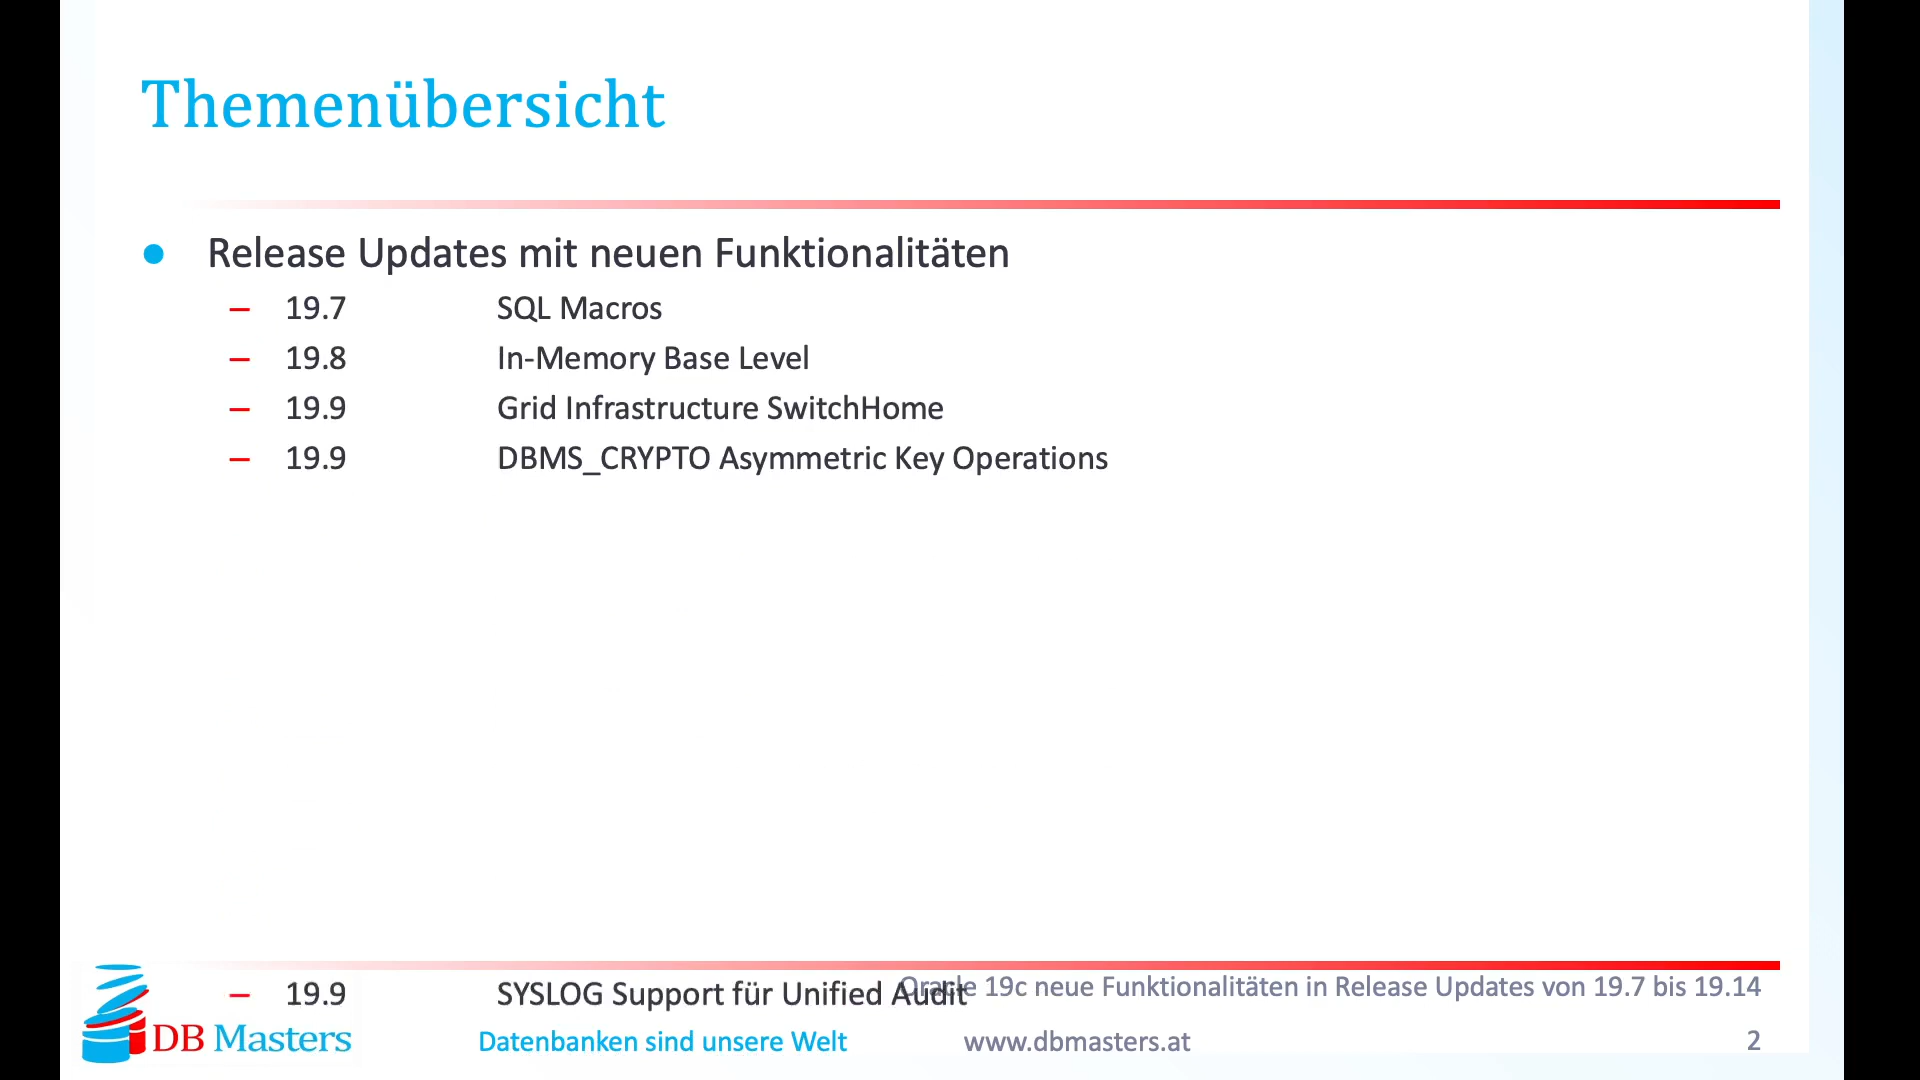 Themenübersicht
Release Updates mit neuen Funktionalitäten
– 19.7 SQL Macros
– 19.8 In-Memory Base Level
– 19.9 Grid Infrastructure SwitchHome
– 19.9 DBMS_CRYPTO Asymmetric Key Operations
– 19.9 SYSLOG Support für Unified Audit
Oracle 19c neue Funktionalitäten in Release Updates von 19.7 bis 19.14
DB Masters
Datenbanken sind unsere Welt
www.dbmasters.at
2